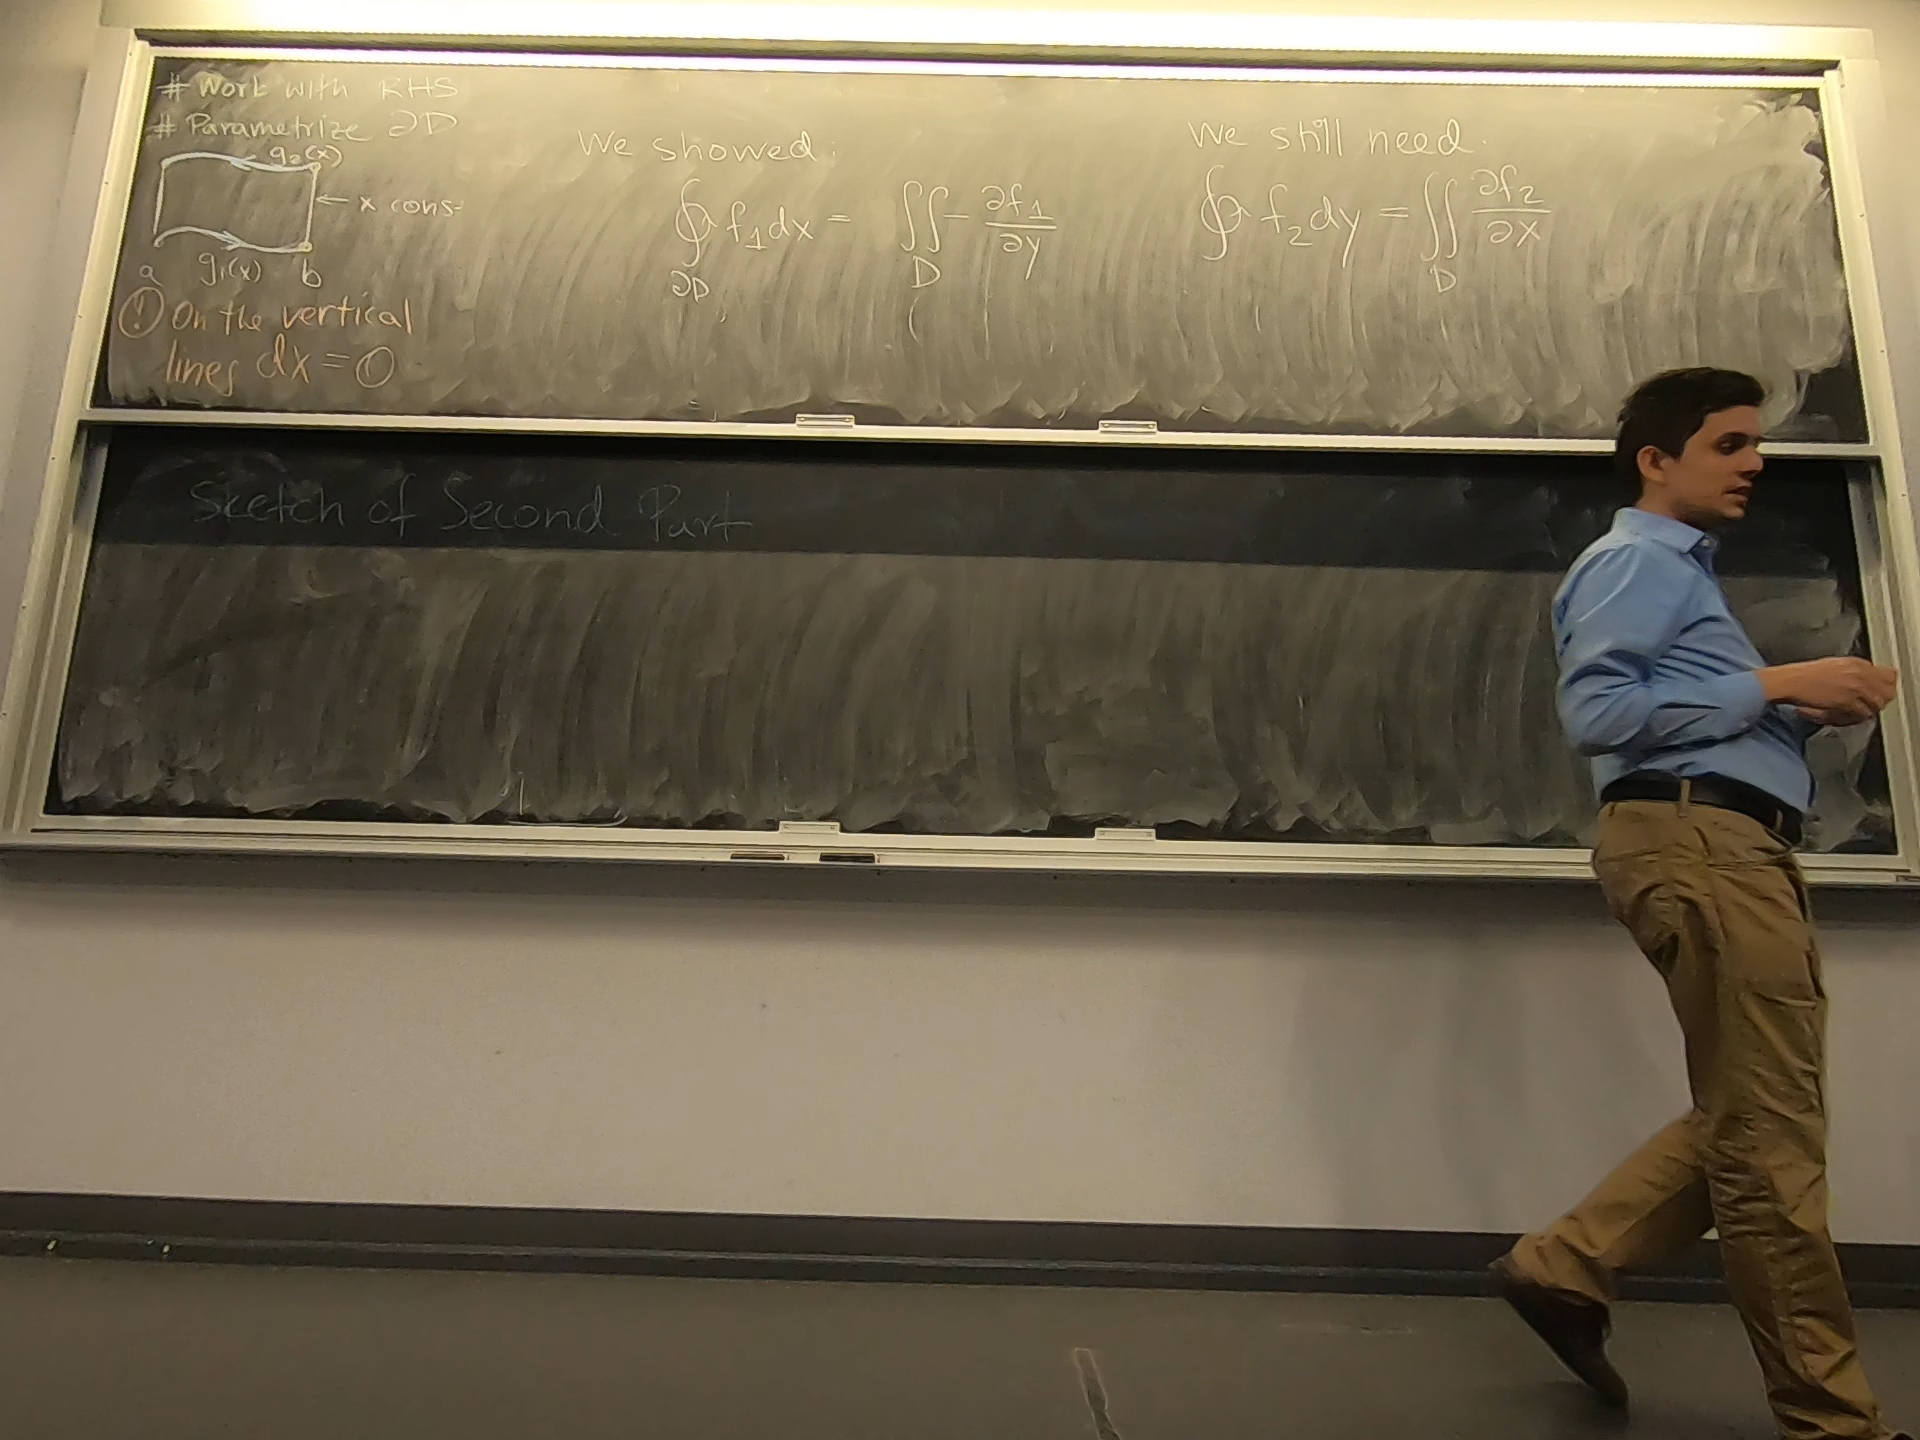 # Work with RHS
# Parametrize ∂D
g₂(x)
← x cons-
a g₁(x) b
! On the vertical
lines dx = 0
We showed:
∮ f₁dx = ∬ - ∂f₁/∂y
∂D D
We still need:
∮ f₂dy = ∬ ∂f₂/∂x
D
Sketch of Second Part